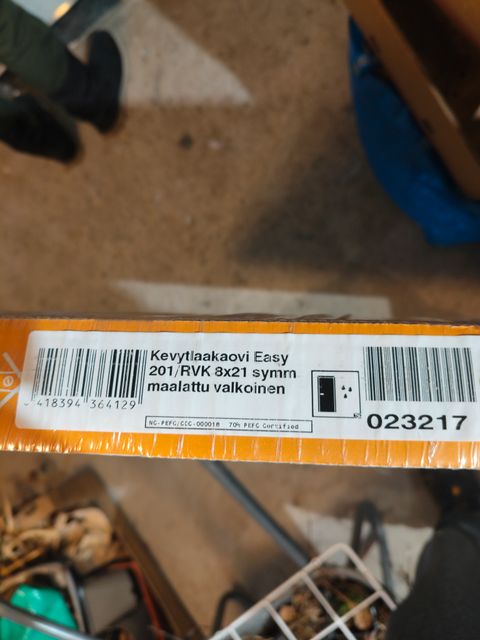 Kevytlaakaovi Easy
201/RVK 8x21 symm
maalattu valkoinen
418394 364129
NC-PEFC/COC-000018 70% PEFC Certified
023217